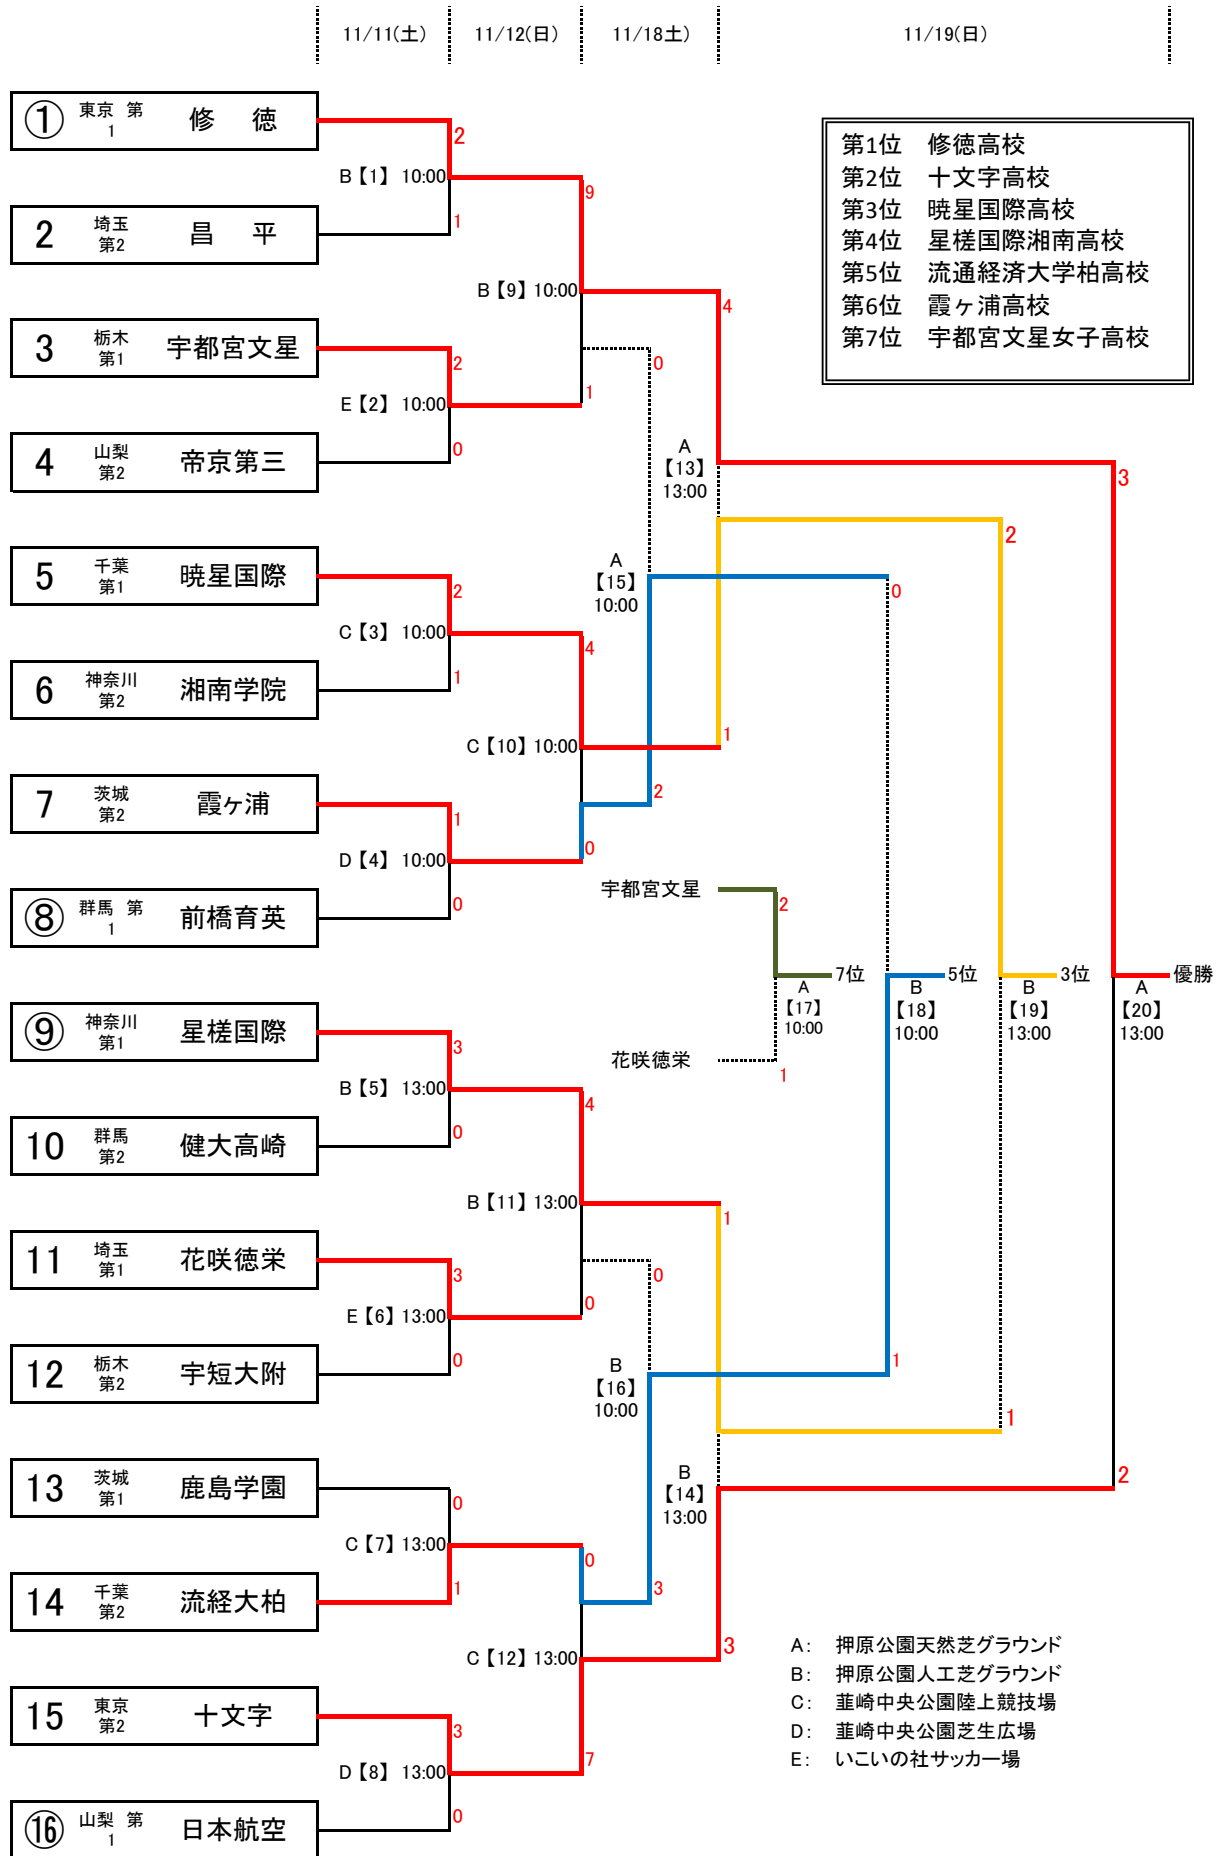 11/11(土) 11/12(日) 11/18土) 11/19(日)
① 東京 第1 修 徳
2
B【1】 10:00
1
2 埼玉 第2 昌 平
9
B【9】 10:00
3 栃木 第1 宇都宮文星
2
E【2】 10:00
1
0
4 山梨 第2 帝京第三
4
0
A
【13】
13:00
3
5 千葉 第1 暁星国際
2
C【3】 10:00
1
6 神奈川 第2 湘南学院
4
C【10】 10:00
A
【15】
10:00
2
0
1
7 茨城 第2 霞ヶ浦
1
D【4】 10:00
0
0
2
⑧ 群馬 第1 前橋育英
宇都宮文星
2
7位
A
【17】
10:00
花咲徳栄
1
5位
B
【18】
10:00
3位
B
【19】
13:00
優勝
A
【20】
13:00
⑨ 神奈川 第1 星槎国際
3
B【5】 13:00
0
10 群馬 第2 健大高崎
4
B【11】 13:00
1
11 埼玉 第1 花咲徳栄
3
E【6】 13:00
0
0
0
12 栃木 第2 宇短大附
B
【16】
10:00
1
1
13 茨城 第1 鹿島学園
0
C【7】 13:00
1
B
【14】
13:00
2
14 千葉 第2 流経大柏
0
3
C【12】 13:00
3
15 東京 第2 十文字
3
D【8】 13:00
0
7
⑯ 山梨 第1 日本航空
第1位 修徳高校
第2位 十文字高校
第3位 暁星国際高校
第4位 星槎国際湘南高校
第5位 流通経済大学柏高校
第6位 霞ヶ浦高校
第7位 宇都宮文星女子高校
A: 押原公園天然芝グラウンド
B: 押原公園人工芝グラウンド
C: 韮崎中央公園陸上競技場
D: 韮崎中央公園芝生広場
E: いこいの社サッカー場